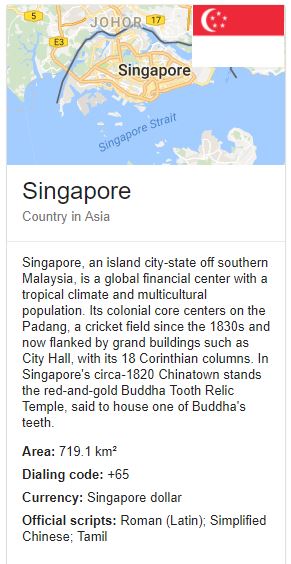 JOHOR
5
17
E3
Singapore
Singapore Strait
Singapore
Country in Asia
Singapore, an island city-state off southern
Malaysia, is a global financial center with a
tropical climate and multicultural
population. Its colonial core centers on the
Padang, a cricket field since the 1830s and
now flanked by grand buildings such as
City Hall, with its 18 Corinthian columns. In
Singapore's circa-1820 Chinatown stands
the red-and-gold Buddha Tooth Relic
Temple, said to house one of Buddha's
teeth.
Area: 719.1 km²
Dialing code: +65
Currency: Singapore dollar
Official scripts: Roman (Latin); Simplified
Chinese; Tamil